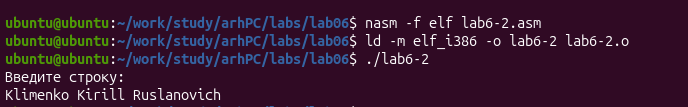 ubuntu@ubuntu:~/work/study/arhPC/labs/lab06$ nasm -f elf lab6-2.asm
ubuntu@ubuntu:~/work/study/arhPC/labs/lab06$ ld -m elf_i386 -o lab6-2 lab6-2.o
ubuntu@ubuntu:~/work/study/arhPC/labs/lab06$ ./lab6-2
Введите строку:
Klimenko Kirill Ruslanovich